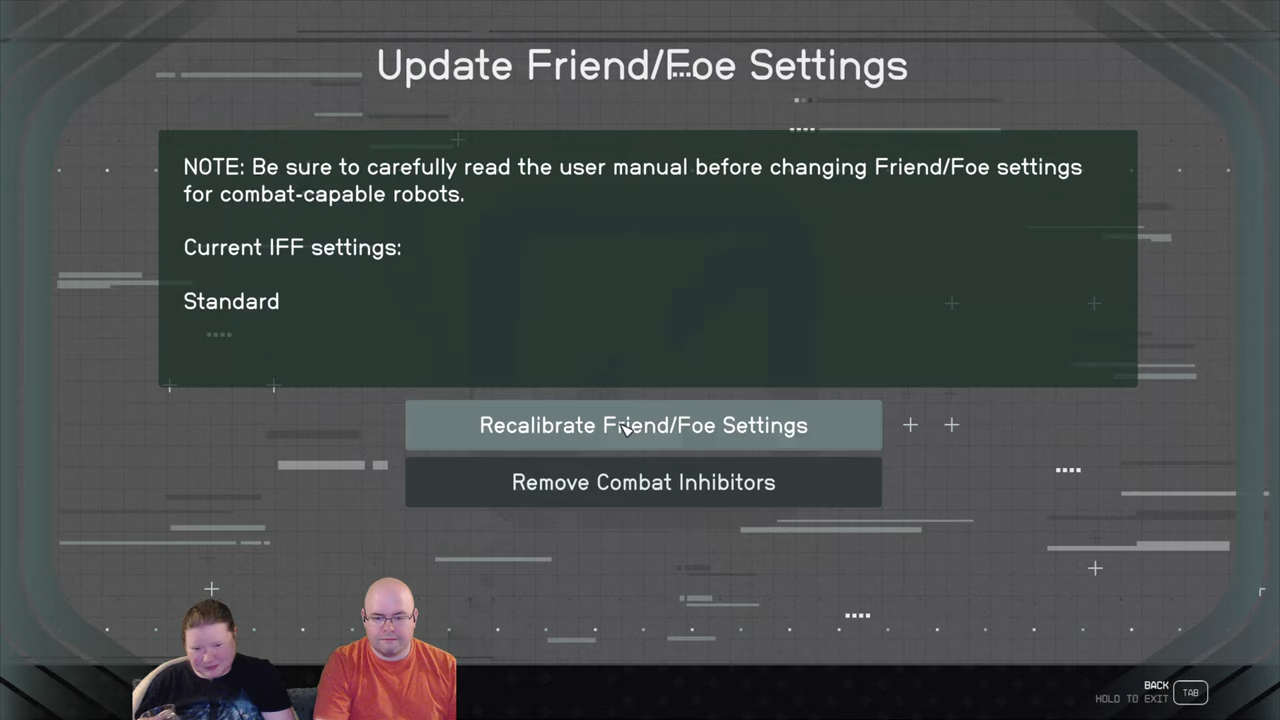 Update Friend/Foe Settings
NOTE: Be sure to carefully read the user manual before changing Friend/Foe settings
for combat-capable robots.
Current IFF settings:
Standard
Recalibrate Friend/Foe Settings
Remove Combat Inhibitors
BACK
HOLD TO EXIT
TAB